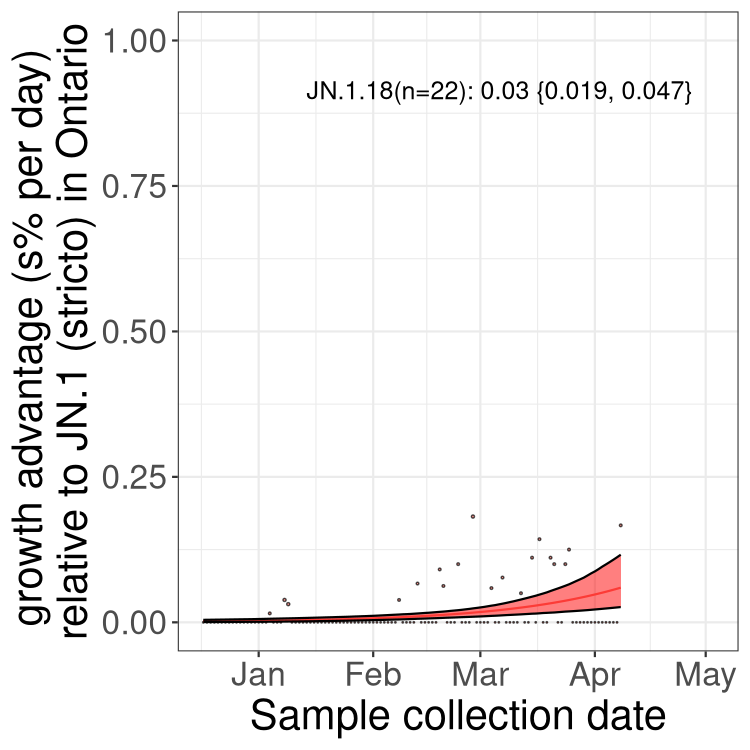 growth advantage (s% per day)
relative to JN.1 (stricto) in Ontario
1.00
0.75
0.50
0.25
0.00
JN.1.18(n=22): 0.03 {0.019, 0.047}
Jan Feb Mar Apr May
Sample collection date